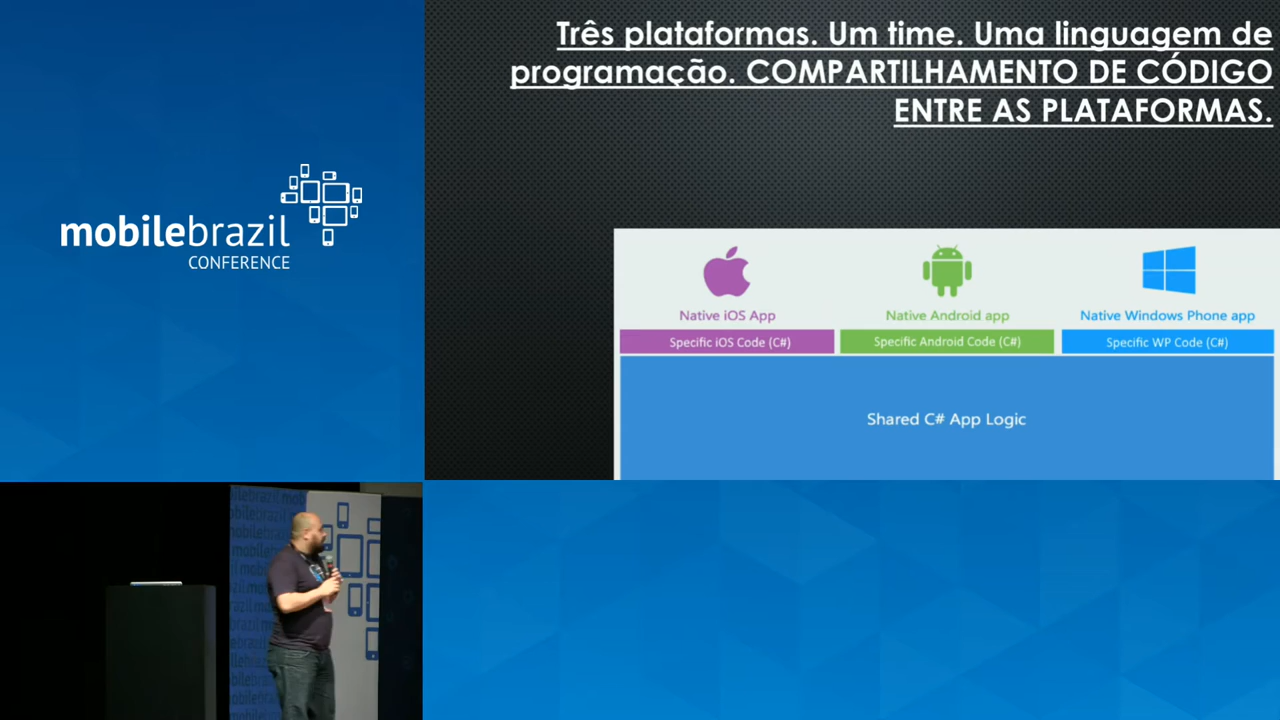 Três plataformas. Um time. Uma linguagem de
programação. COMPARTILHAMENTO DE CÓDIGO
ENTRE AS PLATAFORMAS.
mobilebrazil
CONFERENCE
Native iOS App
Native Android app
Native Windows Phone app
Specific iOS Code (C#)
Specific Android Code (C#)
Specific WP Code (C#)
Shared C# App Logic